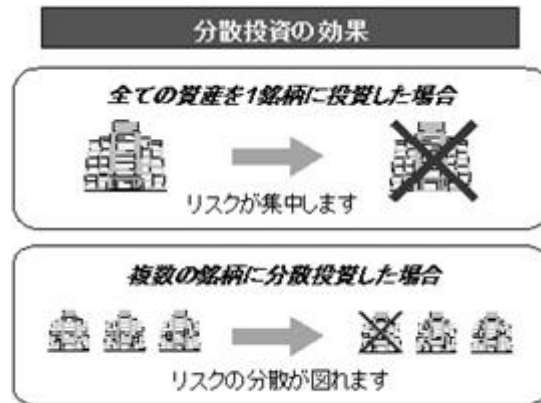 分散投資の効果
全ての資産を1銘柄に投資した場合
リスクが集中します
複数の銘柄に分散投資した場合
リスクの分散が図れます